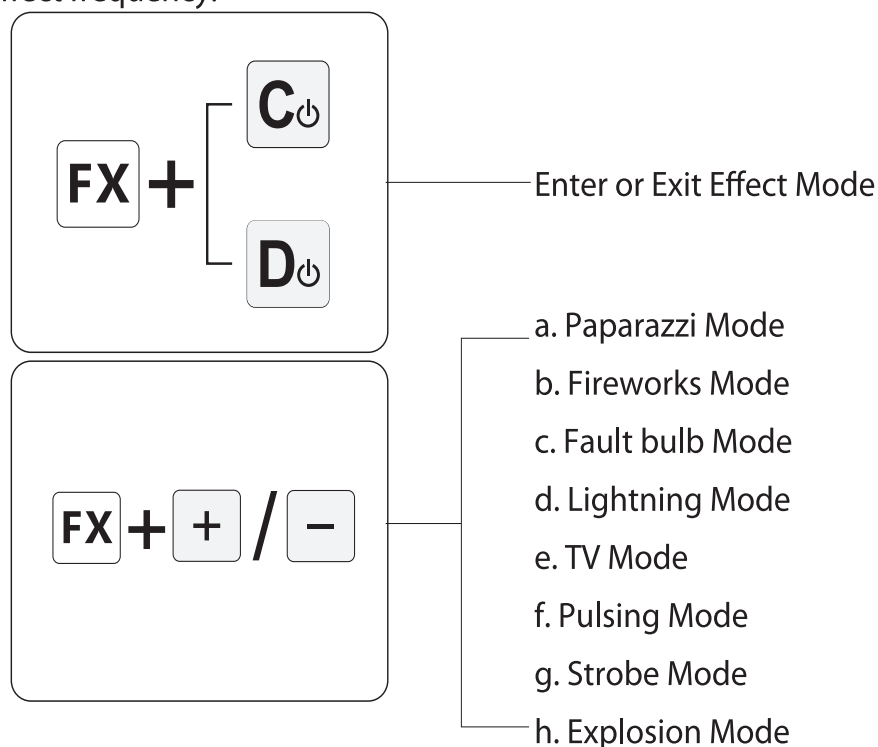 frequency.
C
FX +
D
Enter or Exit Effect Mode
FX + + / −
a. Paparazzi Mode
b. Fireworks Mode
c. Fault bulb Mode
d. Lightning Mode
e. TV Mode
f. Pulsing Mode
g. Strobe Mode
h. Explosion Mode